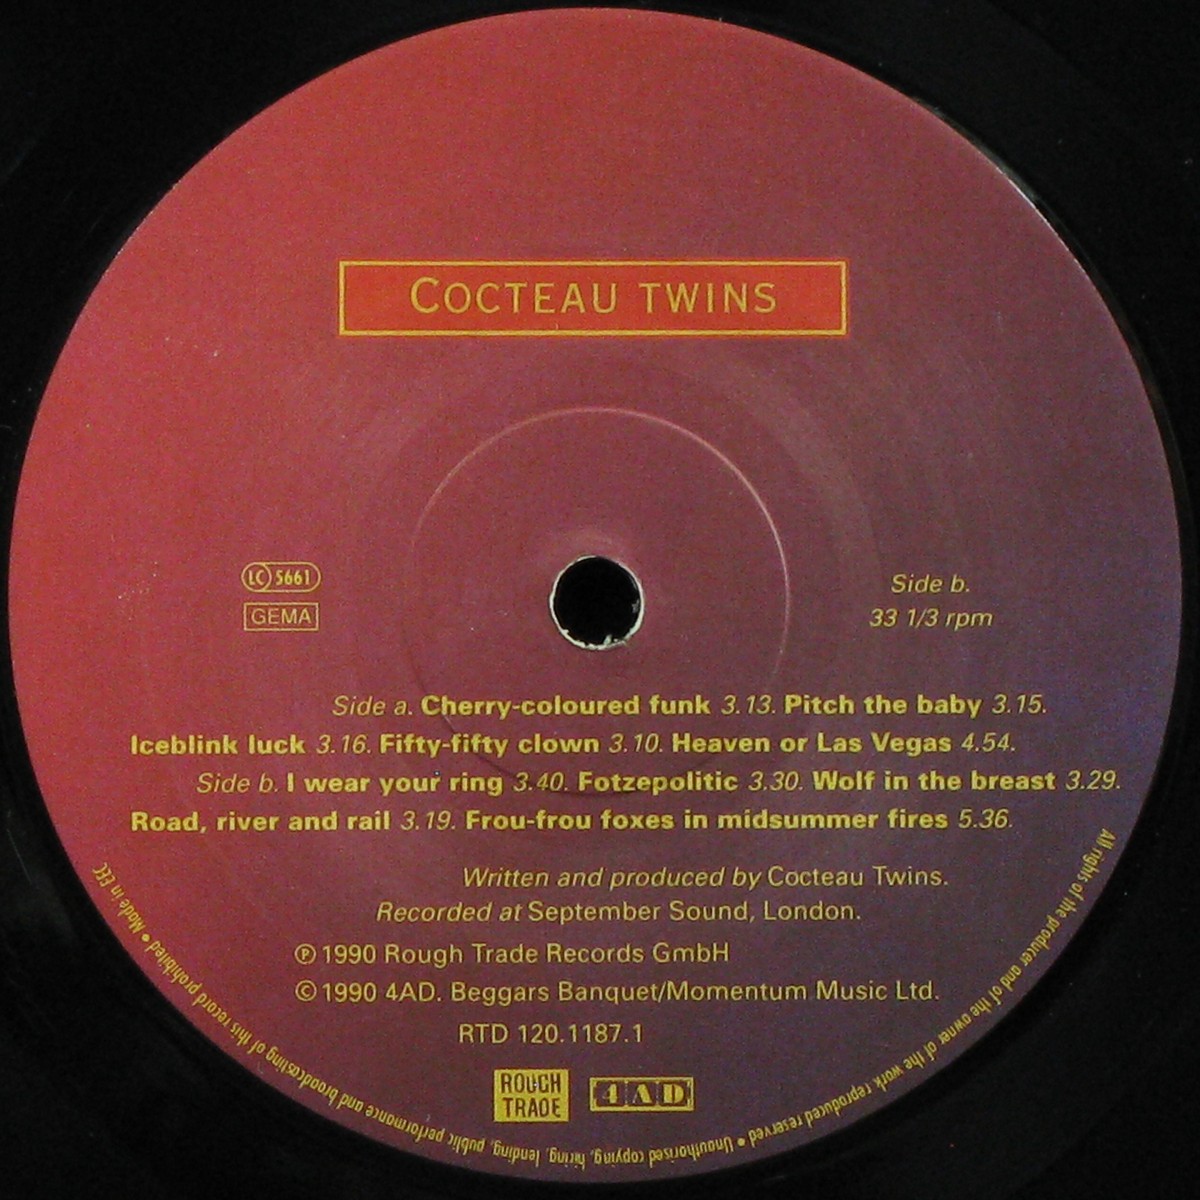 COCTEAU TWINS
LC 5661
GEMA
Side b.
33 1/3 rpm
Side a. Cherry-coloured funk 3.13. Pitch the baby 3.15.
Iceblink luck 3.16. Fifty-fifty clown 3.10. Heaven or Las Vegas 4.54.
Side b. I wear your ring 3.40. Fotzepolitic 3.30. Wolf in the breast 3.29.
Road, river and rail 3.19. Frou-frou foxes in midsummer fires 5.36.
Written and produced by Cocteau Twins.
Recorded at September Sound, London.
℗ 1990 Rough Trade Records GmbH
© 1990 4AD. Beggars Banquet/Momentum Music Ltd.
RTD 120.1187.1
ROUGH TRADE
4AD
All rights of the producer and of the owner of the work reproduced reserved • Unauthorised copying, hiring, lending, public performance and broadcasting of this record prohibited • Made in EEC